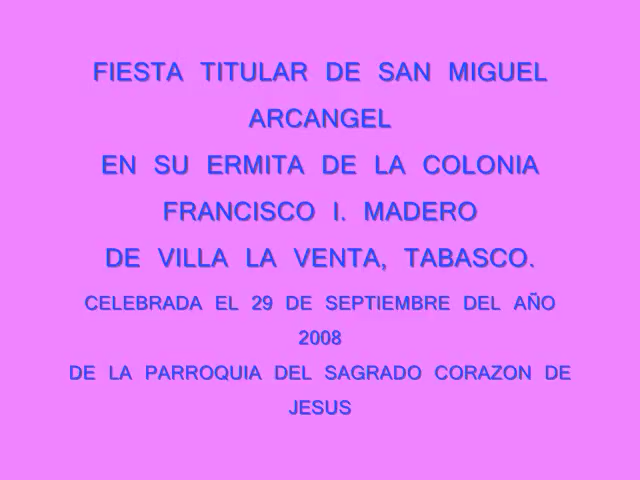 FIESTA TITULAR DE SAN MIGUEL
ARCANGEL
EN SU ERMITA DE LA COLONIA
FRANCISCO I. MADERO
DE VILLA LA VENTA, TABASCO.
CELEBRADA EL 29 DE SEPTIEMBRE DEL AÑO
2008
DE LA PARROQUIA DEL SAGRADO CORAZON DE
JESUS